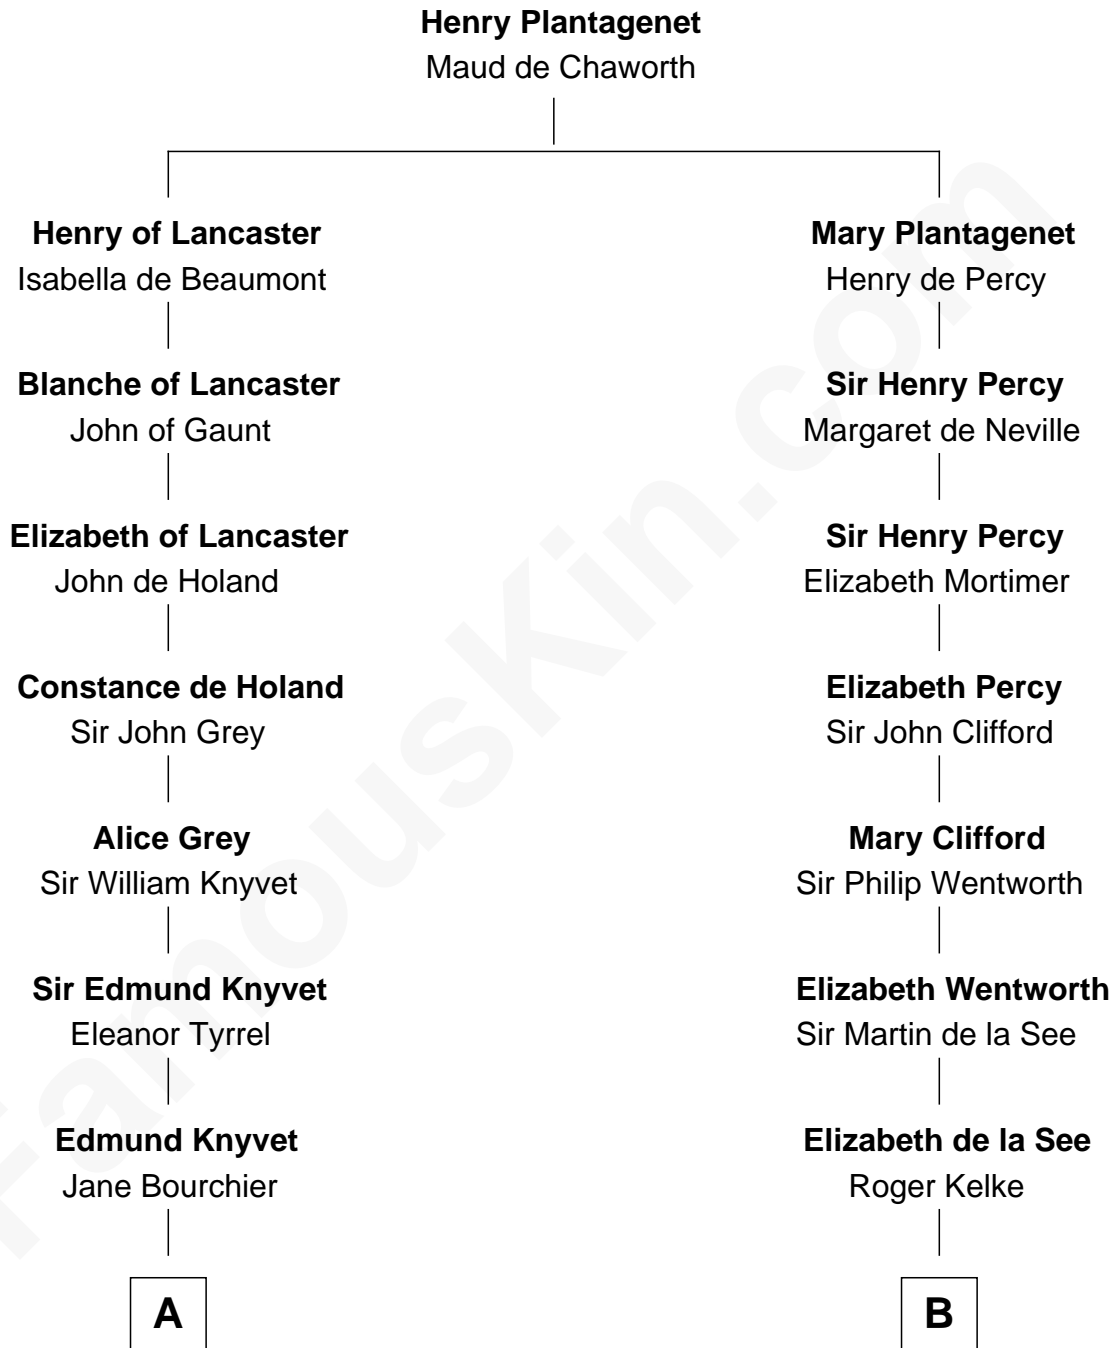 Henry Plantagenet
Maud de Chaworth
Henry of Lancaster
Isabella de Beaumont
Mary Plantagenet
Henry de Percy
Blanche of Lancaster
John of Gaunt
Sir Henry Percy
Margaret de Neville
Elizabeth of Lancaster
John de Holand
Sir Henry Percy
Elizabeth Mortimer
Constance de Holand
Sir John Grey
Elizabeth Percy
Sir John Clifford
Alice Grey
Sir William Knyvet
Mary Clifford
Sir Philip Wentworth
Sir Edmund Knyvet
Eleanor Tyrrel
Elizabeth Wentworth
Sir Martin de la See
Edmund Knyvet
Jane Bourchier
Elizabeth de la See
Roger Kelke
A
B
FamousKin.com